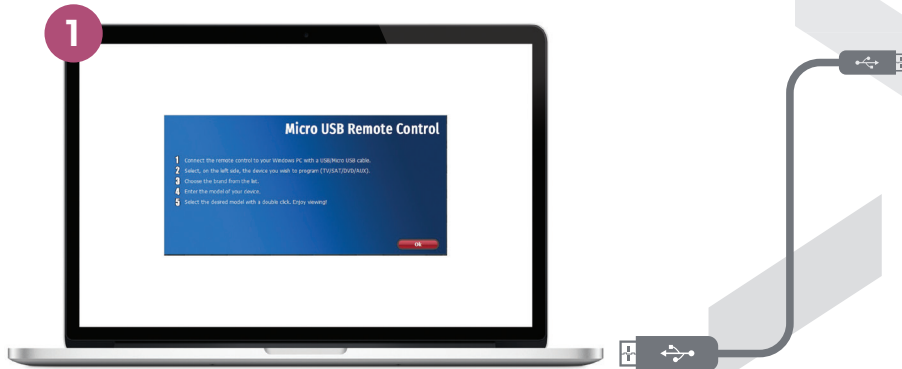 1
Micro USB Remote Control
1 Connect the remote control to your Windows PC with a USB/Micro USB cable.
2 Select, on the left side, the device you wish to program (TV/SAT/DVD/AUX).
3 Choose the brand from the list.
4 Enter the model of your device.
5 Select the desired model with a double click. Enjoy viewing!
Ok